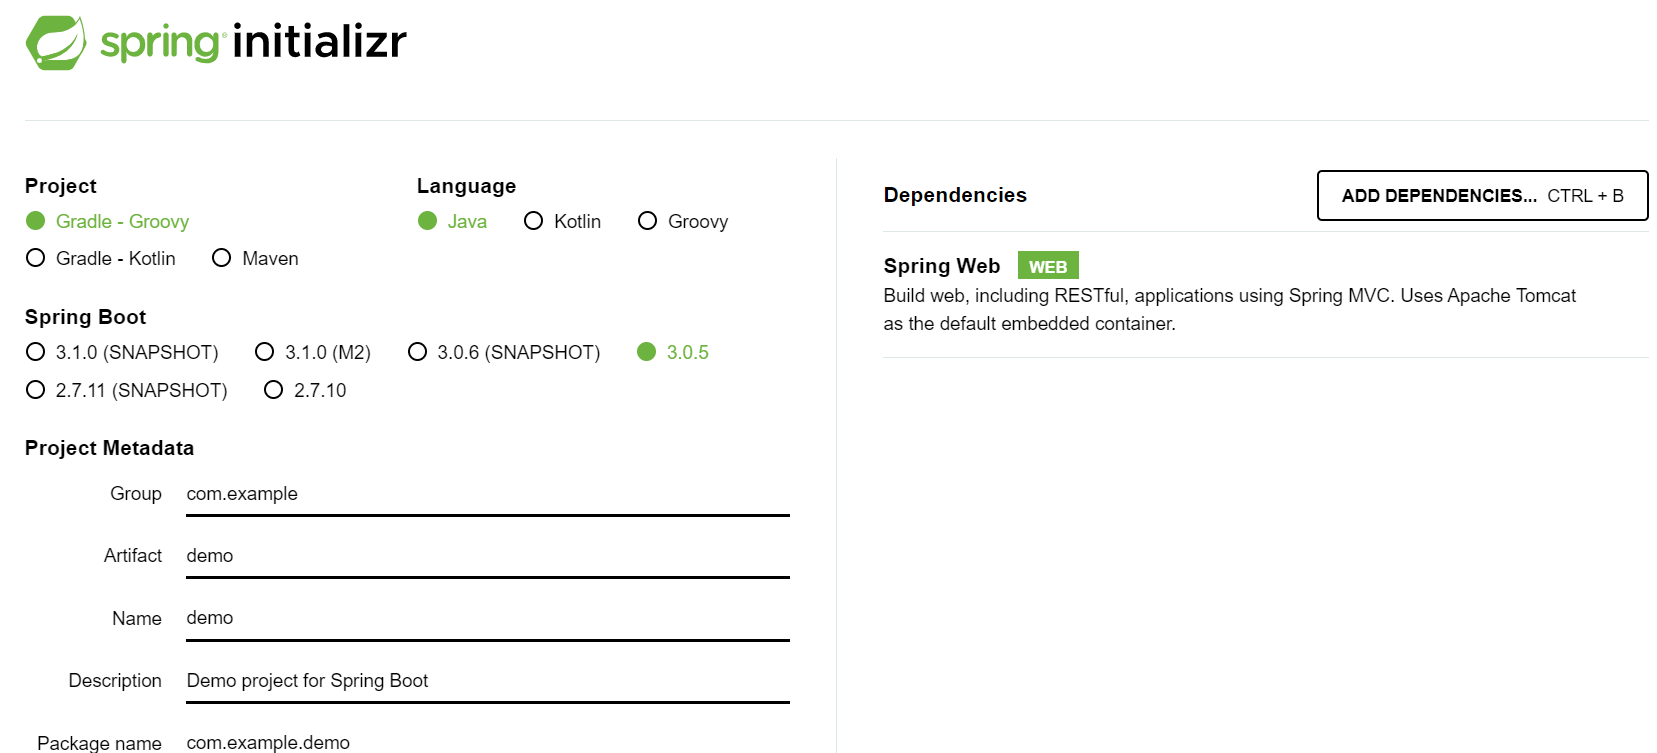 spring initializr
Project
Gradle - Groovy
Gradle - Kotlin Maven
Language
Java Kotlin Groovy
Spring Boot
3.1.0 (SNAPSHOT) 3.1.0 (M2) 3.0.6 (SNAPSHOT) 3.0.5
2.7.11 (SNAPSHOT) 2.7.10
Project Metadata
Group com.example
Artifact demo
Name demo
Description Demo project for Spring Boot
Package name com.example.demo
Dependencies
ADD DEPENDENCIES... CTRL + B
Spring Web WEB
Build web, including RESTful, applications using Spring MVC. Uses Apache Tomcat
as the default embedded container.